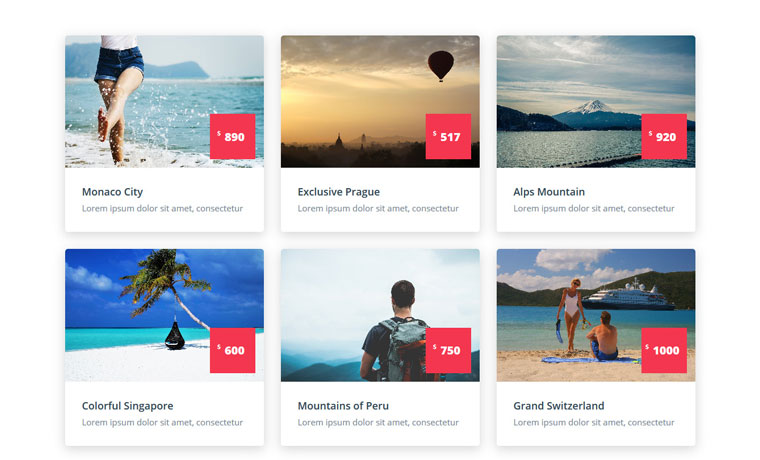 $ 890
$ 517
$ 920
Monaco City
Exclusive Prague
Alps Mountain
Lorem ipsum dolor sit amet, consectetur
Lorem ipsum dolor sit amet, consectetur
Lorem ipsum dolor sit amet, consectetur
$ 600
$ 750
$ 1000
Colorful Singapore
Mountains of Peru
Grand Switzerland
Lorem ipsum dolor sit amet, consectetur
Lorem ipsum dolor sit amet, consectetur
Lorem ipsum dolor sit amet, consectetur